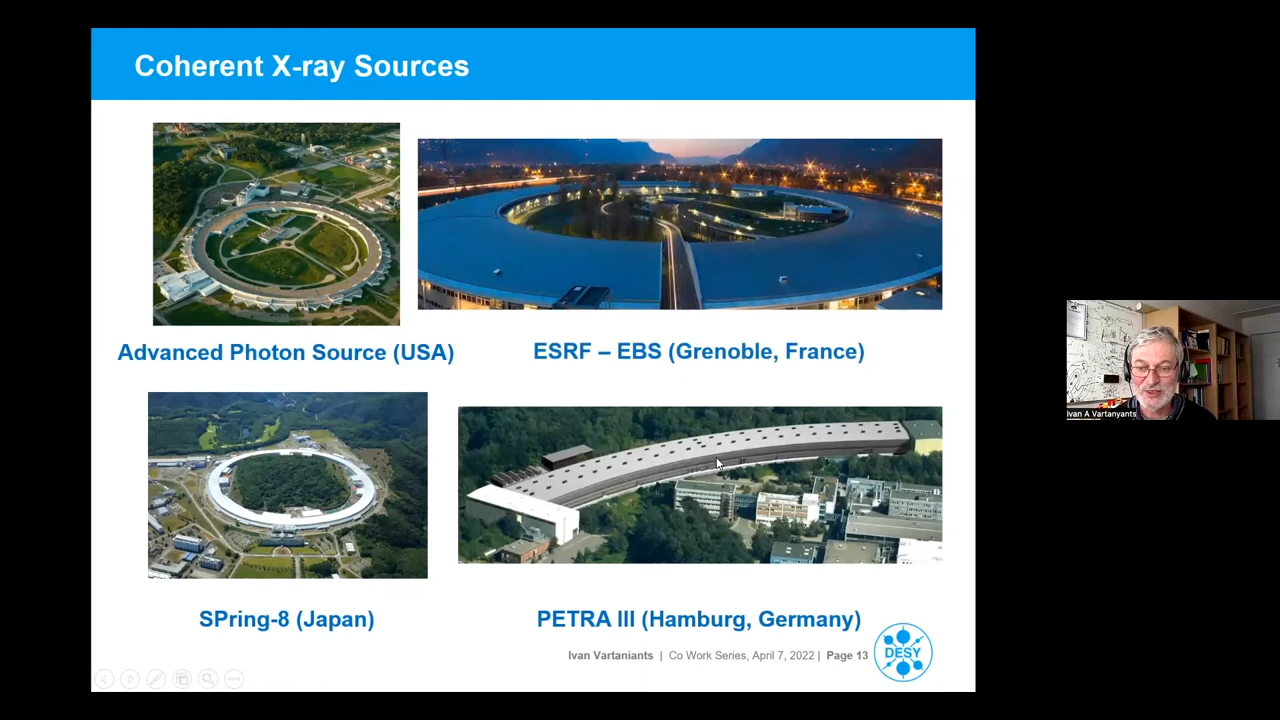 Coherent X-ray Sources
Advanced Photon Source (USA)
ESRF – EBS (Grenoble, France)
SPring-8 (Japan)
PETRA III (Hamburg, Germany)
Ivan Vartaniants | Co Work Series, April 7, 2022 | Page 13
DESY
Ivan A Vartanyants